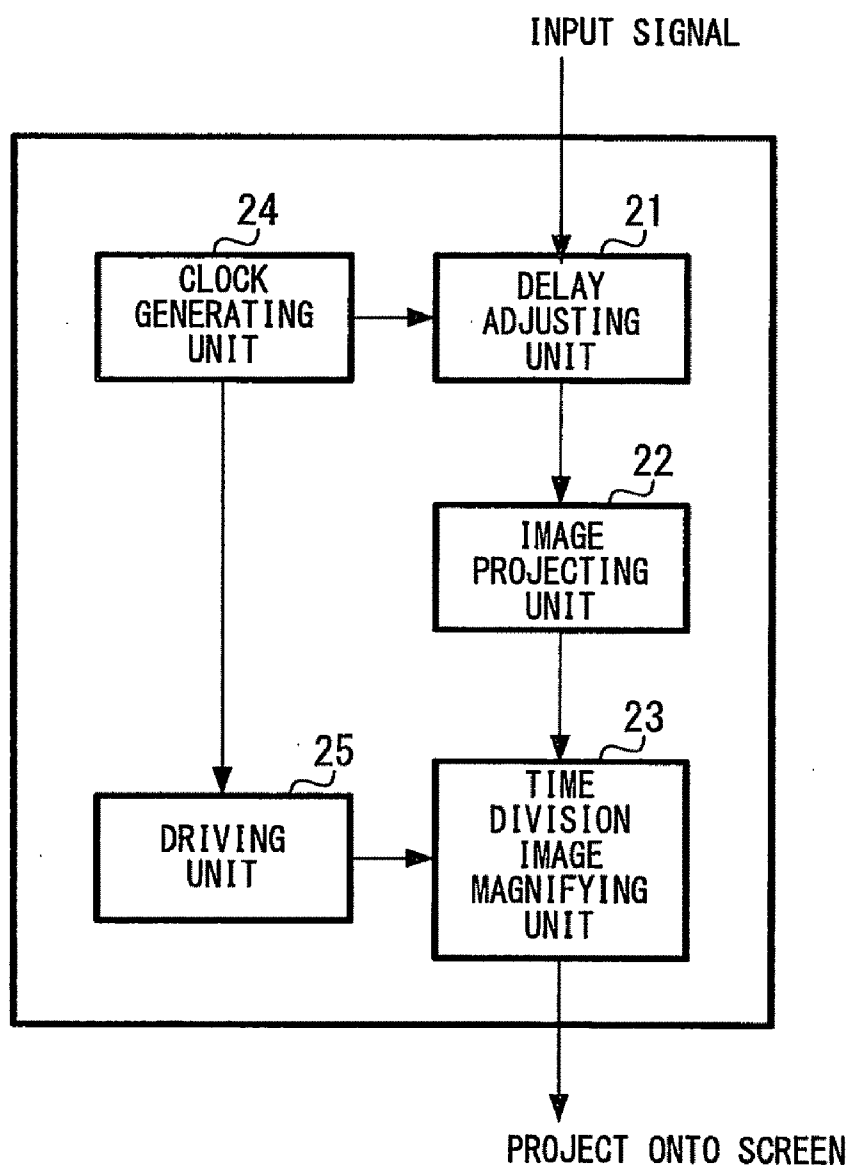 INPUT SIGNAL
24
CLOCK
GENERATING
UNIT
21
DELAY
ADJUSTING
UNIT
22
IMAGE
PROJECTING
UNIT
25
DRIVING
UNIT
23
TIME
DIVISION
IMAGE
MAGNIFYING
UNIT
PROJECT ONTO SCREEN